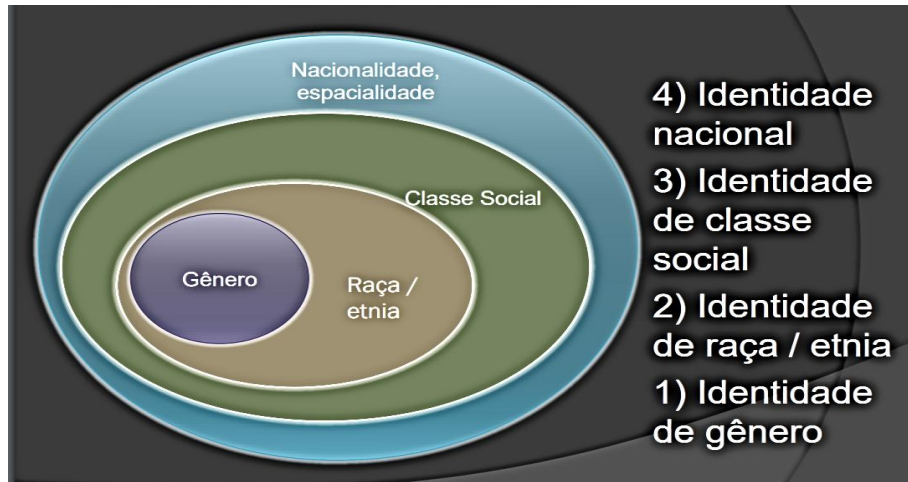 Nacionalidade,
espacialidade
Classe Social
Gênero
Raça /
etnia
4) Identidade
nacional
3) Identidade
de classe
social
2) Identidade
de raça / etnia
1) Identidade
de gênero